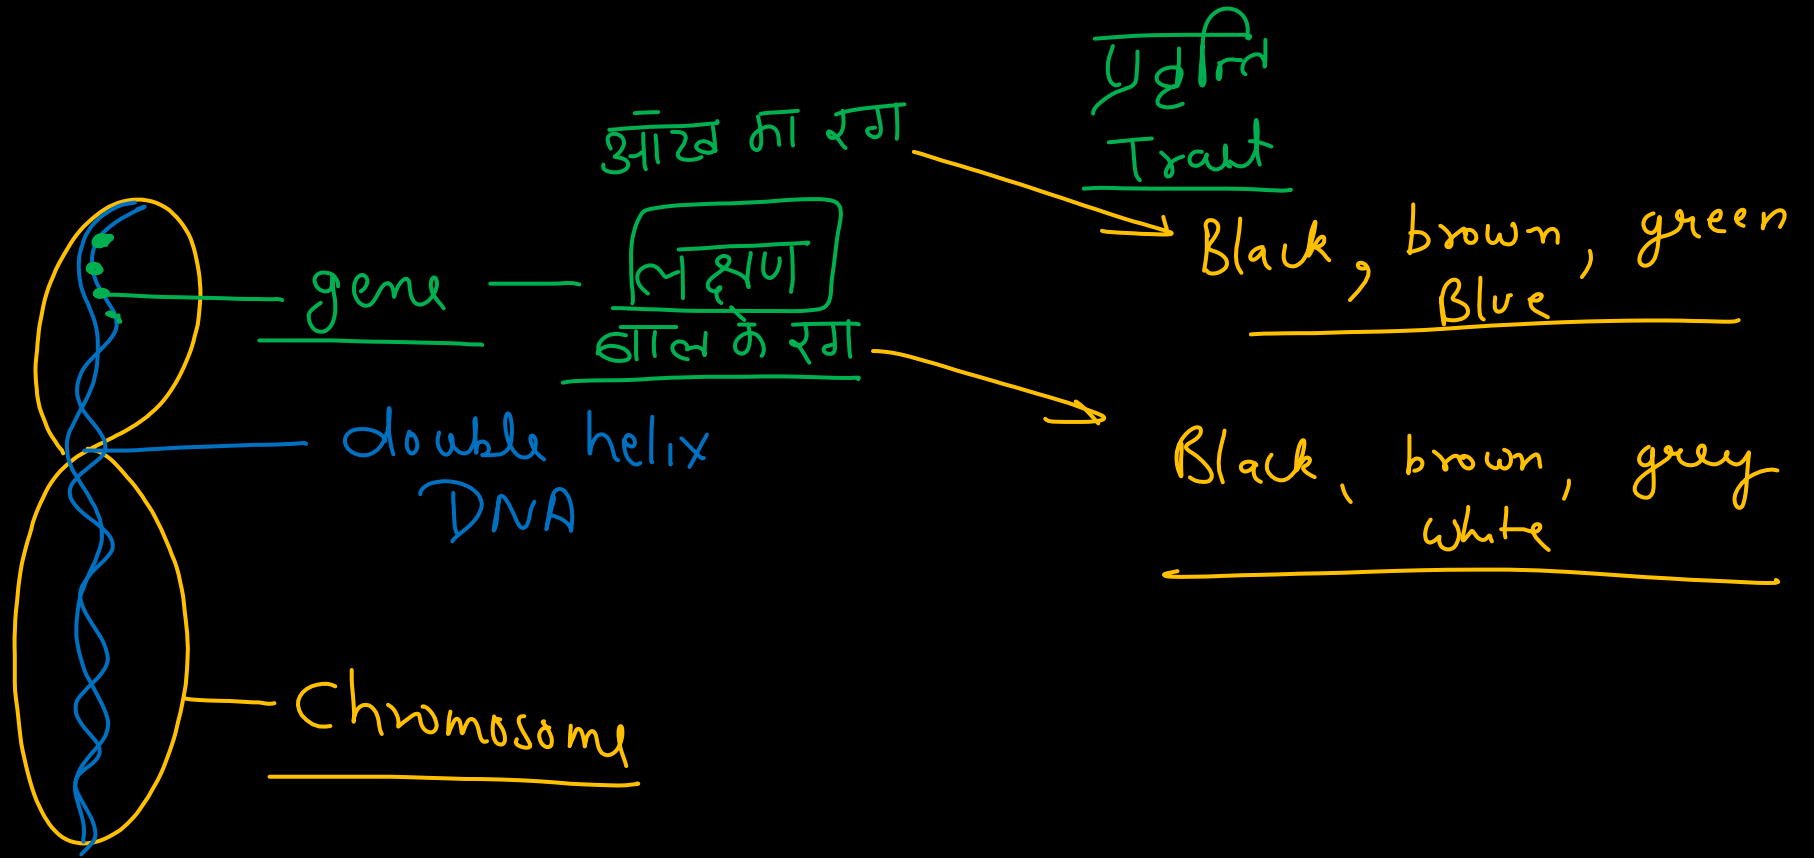 प्रवृत्ति
Trait
आँख का रंग
Black, brown, green
Blue
gene
लक्षण
बाल के रंग
double helix
DNA
Black, brown, grey
white
Chromosome